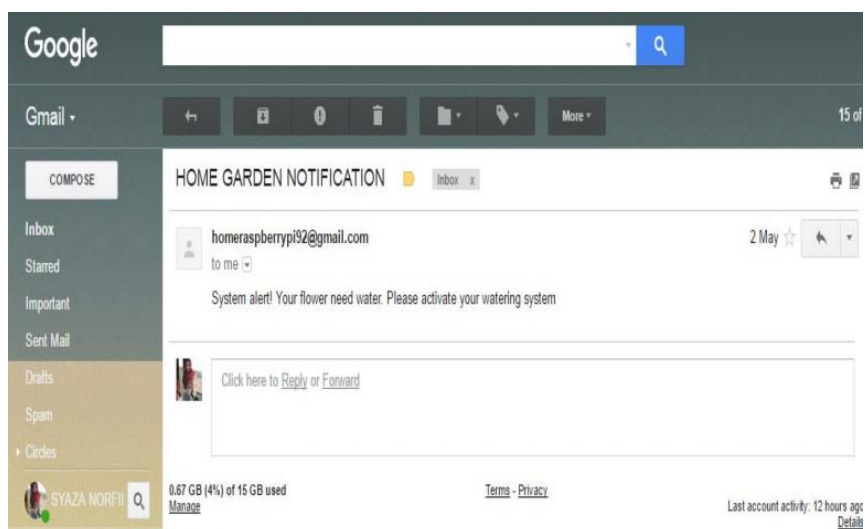 Google
Gmail
More
15 of
COMPOSE
HOME GARDEN NOTIFICATION
Inbox x
Inbox
homeraspberrypi92@gmail.com
2 May
Starred
to me
Important
System alert! Your flower need water. Please activate your watering system
Sent Mail
Drafts
Click here to Reply or Forward
Spam
Circles
SYAZA NORFII
0.67 GB (4%) of 15 GB used
Manage
Terms - Privacy
Last account activity: 12 hours ago
Details